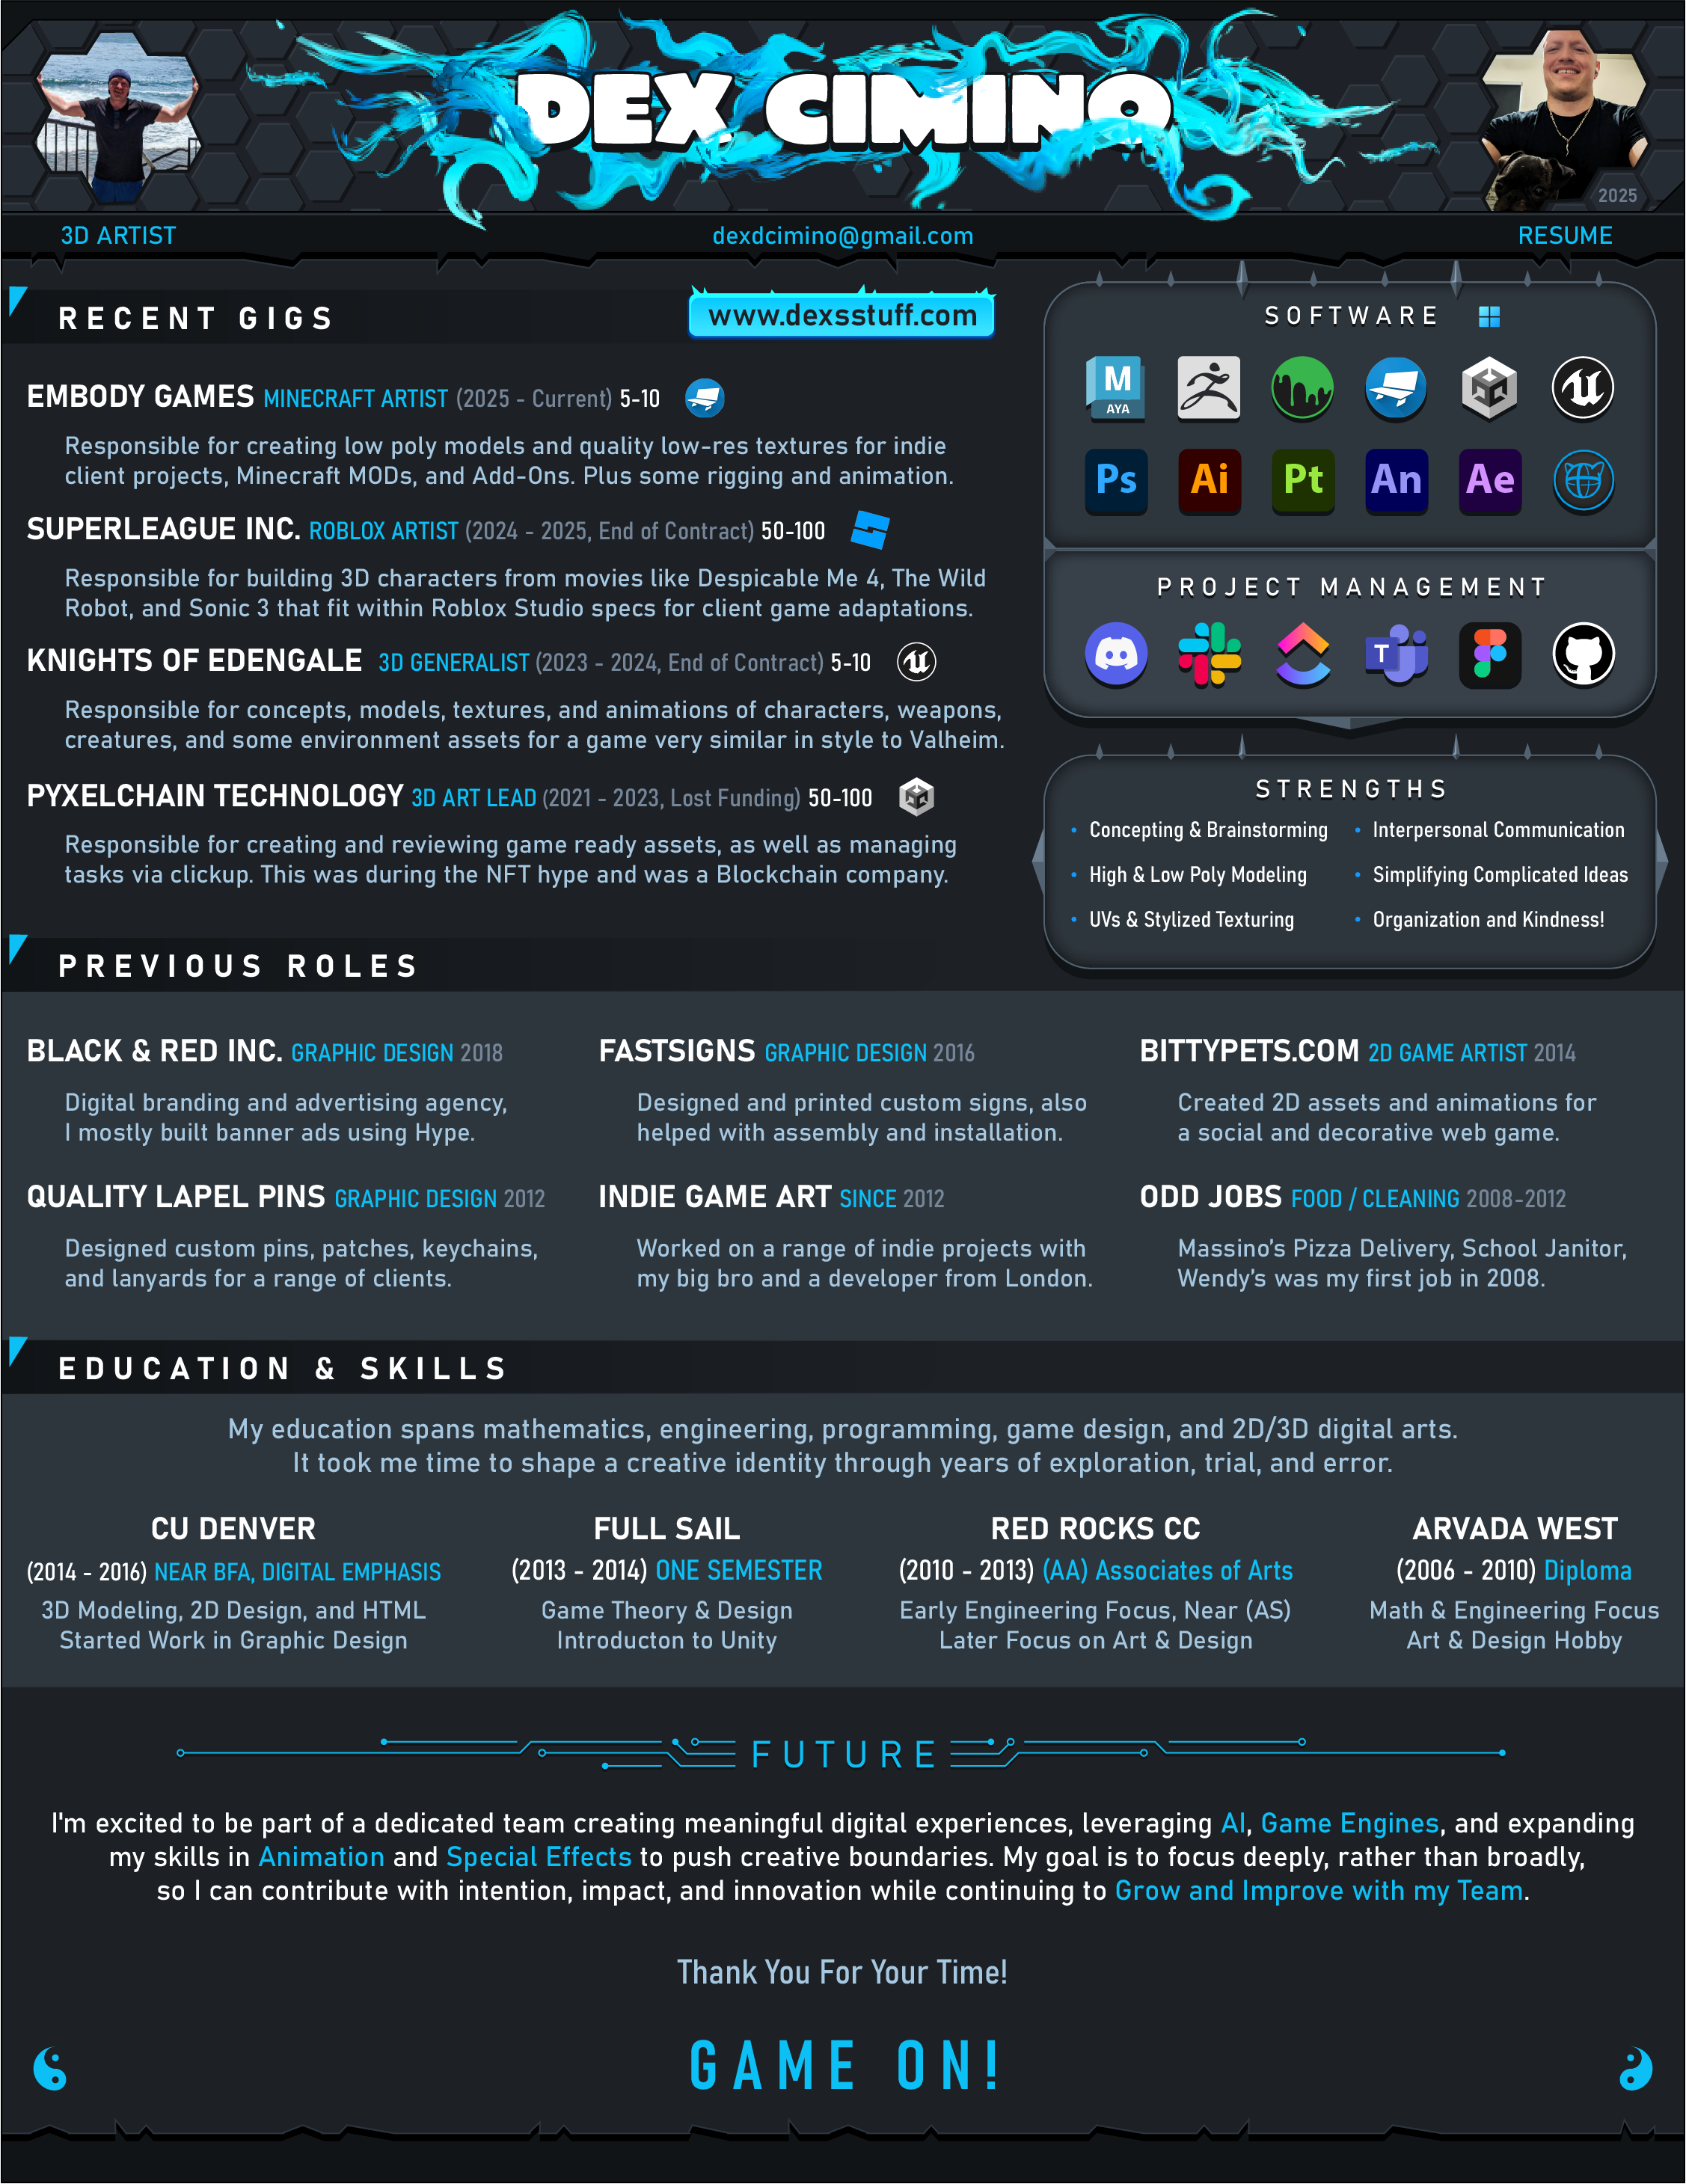 DEX CIMINO
2025
3D ARTIST
dexdcimino@gmail.com
RESUME
RECENT GIGS
www.dexsstuff.com
EMBODY GAMES MINECRAFT ARTIST (2025 - Current) 5-10
Responsible for creating low poly models and quality low-res textures for indie
client projects, Minecraft MODs, and Add-Ons. Plus some rigging and animation.
SUPERLEAGUE INC. ROBLOX ARTIST (2024 - 2025, End of Contract) 50-100
Responsible for building 3D characters from movies like Despicable Me 4, The Wild
Robot, and Sonic 3 that fit within Roblox Studio specs for client game adaptations.
KNIGHTS OF EDENGALE 3D GENERALIST (2023 - 2024, End of Contract) 5-10
Responsible for concepts, models, textures, and animations of characters, weapons,
creatures, and some environment assets for a game very similar in style to Valheim.
PYXELCHAIN TECHNOLOGY 3D ART LEAD (2021 - 2023, Lost Funding) 50-100
Responsible for creating and reviewing game ready assets, as well as managing
tasks via clickup. This was during the NFT hype and was a Blockchain company.
SOFTWARE
M
AYA
Ps Ai Pt An Ae
PROJECT MANAGEMENT
T
STRENGTHS
• Concepting & Brainstorming
• Interpersonal Communication
• High & Low Poly Modeling
• Simplifying Complicated Ideas
• UVs & Stylized Texturing
• Organization and Kindness!
PREVIOUS ROLES
BLACK & RED INC. GRAPHIC DESIGN 2018
Digital branding and advertising agency,
I mostly built banner ads using Hype.
FASTSIGNS GRAPHIC DESIGN 2016
Designed and printed custom signs, also
helped with assembly and installation.
BITTYPETS.COM 2D GAME ARTIST 2014
Created 2D assets and animations for
a social and decorative web game.
QUALITY LAPEL PINS GRAPHIC DESIGN 2012
Designed custom pins, patches, keychains,
and lanyards for a range of clients.
INDIE GAME ART SINCE 2012
Worked on a range of indie projects with
my big bro and a developer from London.
ODD JOBS FOOD / CLEANING 2008-2012
Massino's Pizza Delivery, School Janitor,
Wendy's was my first job in 2008.
EDUCATION & SKILLS
My education spans mathematics, engineering, programming, game design, and 2D/3D digital arts.
It took me time to shape a creative identity through years of exploration, trial, and error.
CU DENVER
(2014 - 2016) NEAR BFA, DIGITAL EMPHASIS
3D Modeling, 2D Design, and HTML
Started Work in Graphic Design
FULL SAIL
(2013 - 2014) ONE SEMESTER
Game Theory & Design
Introducton to Unity
RED ROCKS CC
(2010 - 2013) (AA) Associates of Arts
Early Engineering Focus, Near (AS)
Later Focus on Art & Design
ARVADA WEST
(2006 - 2010) Diploma
Math & Engineering Focus
Art & Design Hobby
FUTURE
I'm excited to be part of a dedicated team creating meaningful digital experiences, leveraging AI, Game Engines, and expanding
my skills in Animation and Special Effects to push creative boundaries. My goal is to focus deeply, rather than broadly,
so I can contribute with intention, impact, and innovation while continuing to Grow and Improve with my Team.
Thank You For Your Time!
GAME ON!